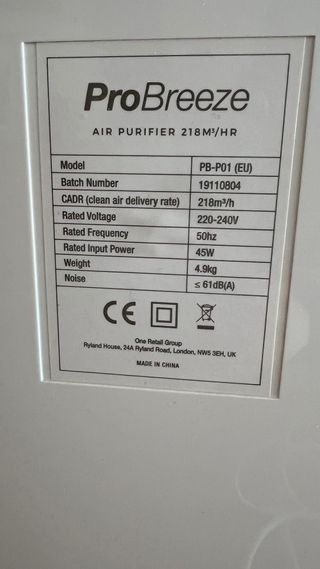 ProBreeze
AIR PURIFIER 218M³/HR
Model PB-P01 (EU)
Batch Number 19110804
CADR (clean air delivery rate) 218m³/h
Rated Voltage 220-240V
Rated Frequency 50hz
Rated Input Power 45W
Weight 4.9kg
Noise ≤ 61dB(A)
CE
One Retail Group
Ryland House, 24A Ryland Road, London, NW5 3EH, UK
MADE IN CHINA